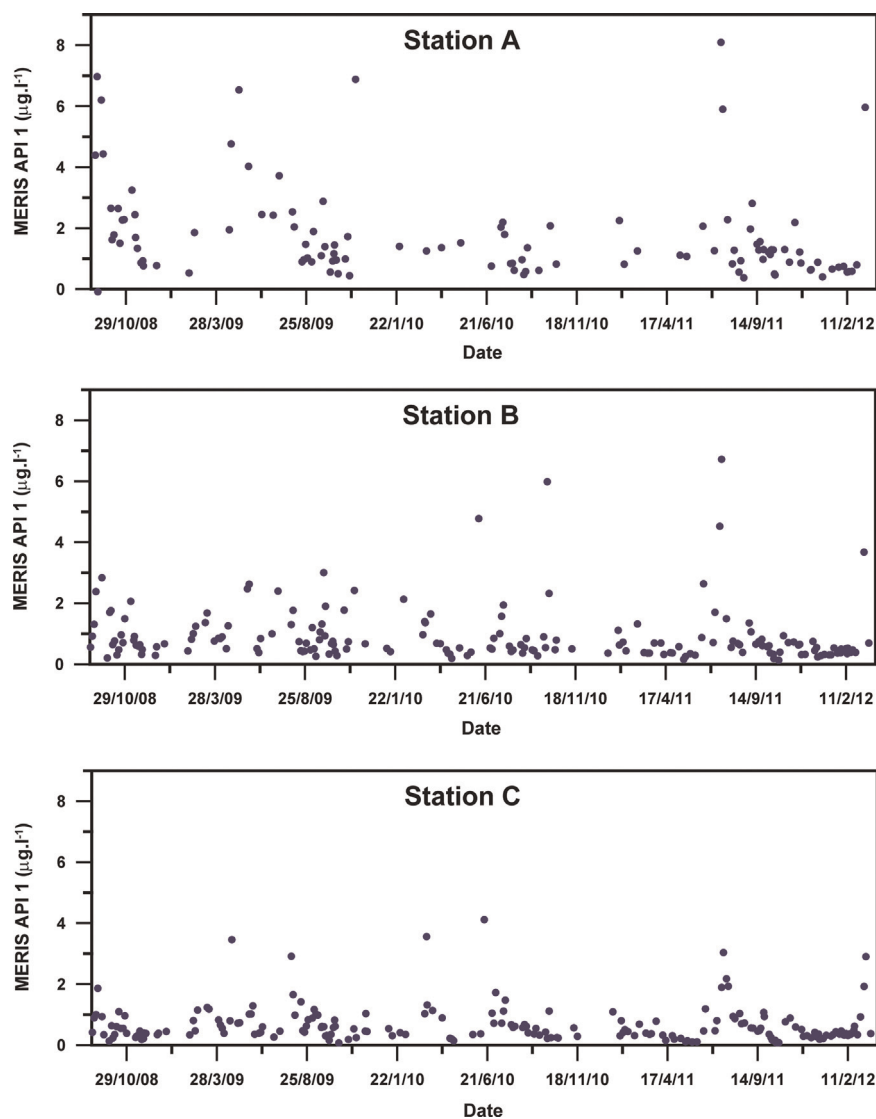 Station A
MERIS API 1 (µg.l-1)
8
6
4
2
0
29/10/08 28/3/09 25/8/09 22/1/10 21/6/10 18/11/10 17/4/11 14/9/11 11/2/12
Date
Station B
MERIS API 1 (µg.l-1)
8
6
4
2
0
29/10/08 28/3/09 25/8/09 22/1/10 21/6/10 18/11/10 17/4/11 14/9/11 11/2/12
Date
Station C
MERIS API 1 (µg.l-1)
8
6
4
2
0
29/10/08 28/3/09 25/8/09 22/1/10 21/6/10 18/11/10 17/4/11 14/9/11 11/2/12
Date